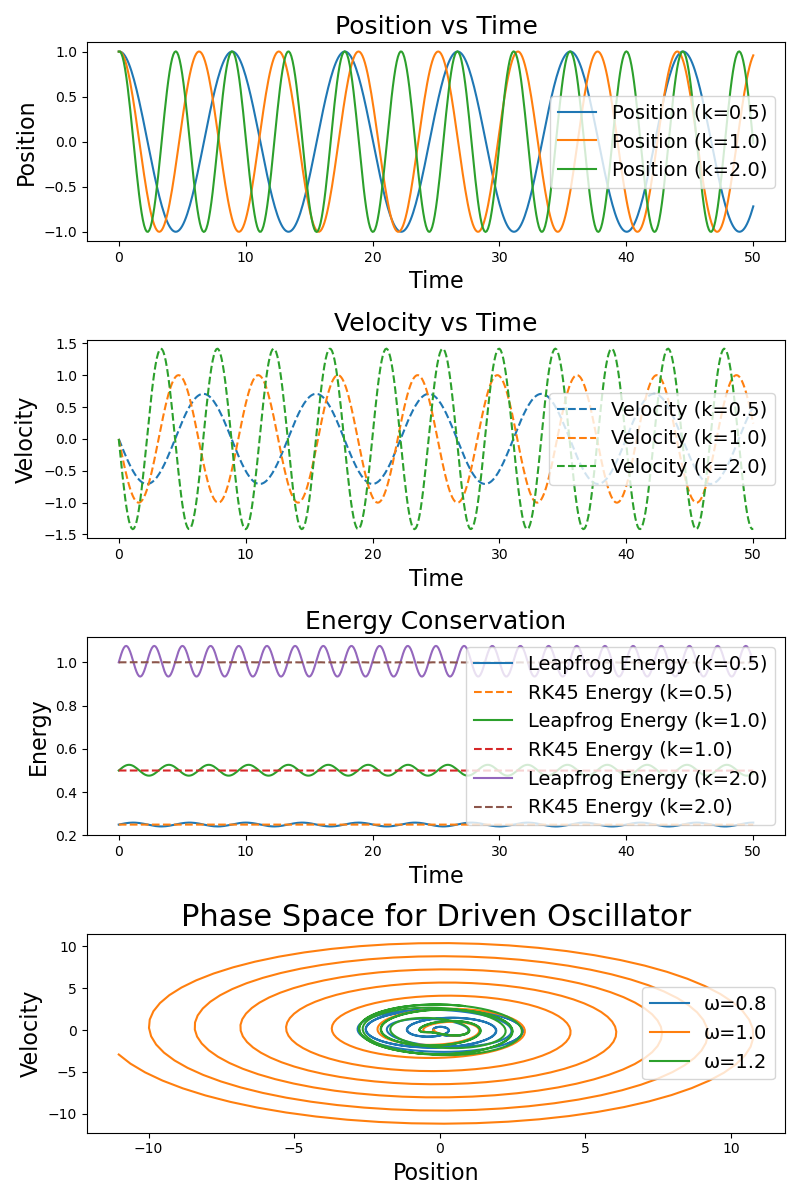 Position vs Time
Position
1.0
0.5
0.0
−0.5
−1.0
Position (k=0.5)
Position (k=1.0)
Position (k=2.0)
0 10 20 30 40 50
Time
Velocity vs Time
Velocity
1.5
1.0
0.5
0.0
−0.5
−1.0
−1.5
Velocity (k=0.5)
Velocity (k=1.0)
Velocity (k=2.0)
0 10 20 30 40 50
Time
Energy Conservation
Energy
1.0
0.8
0.6
0.4
0.2
Leapfrog Energy (k=0.5)
RK45 Energy (k=0.5)
Leapfrog Energy (k=1.0)
RK45 Energy (k=1.0)
Leapfrog Energy (k=2.0)
RK45 Energy (k=2.0)
0 10 20 30 40 50
Time
Phase Space for Driven Oscillator
Velocity
10
5
0
−5
−10
ω=0.8
ω=1.0
ω=1.2
−10 −5 0 5 10
Position